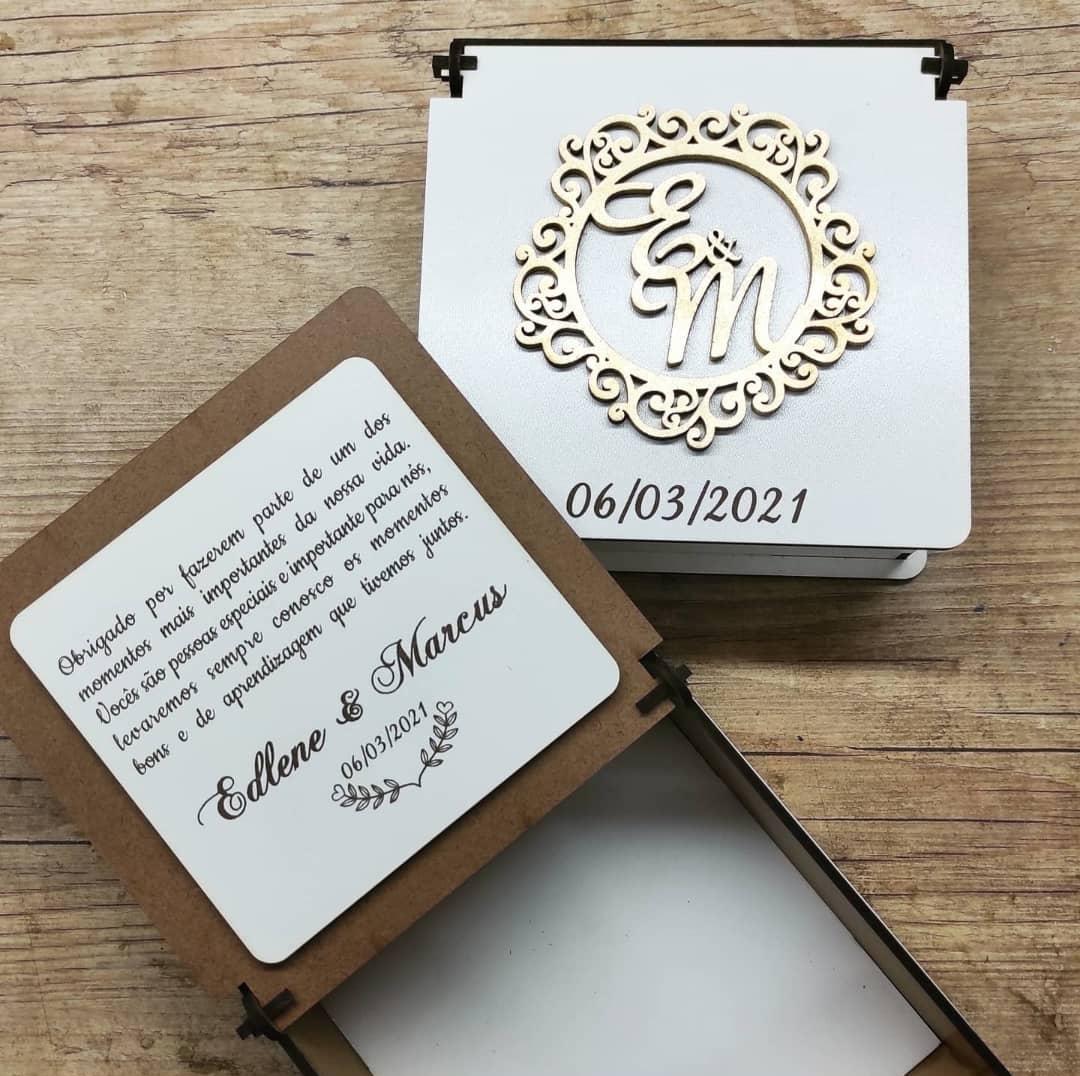 E & M
06/03/2021
Obrigado por fazerem parte de um dos
momentos mais importantes da nossa vida.
Vocês são pessoas especiais e importante para nós,
levaremos sempre conosco os momentos
bons e de aprendizagem que tivemos juntos.
Edlene & Marcus
06/03/2021